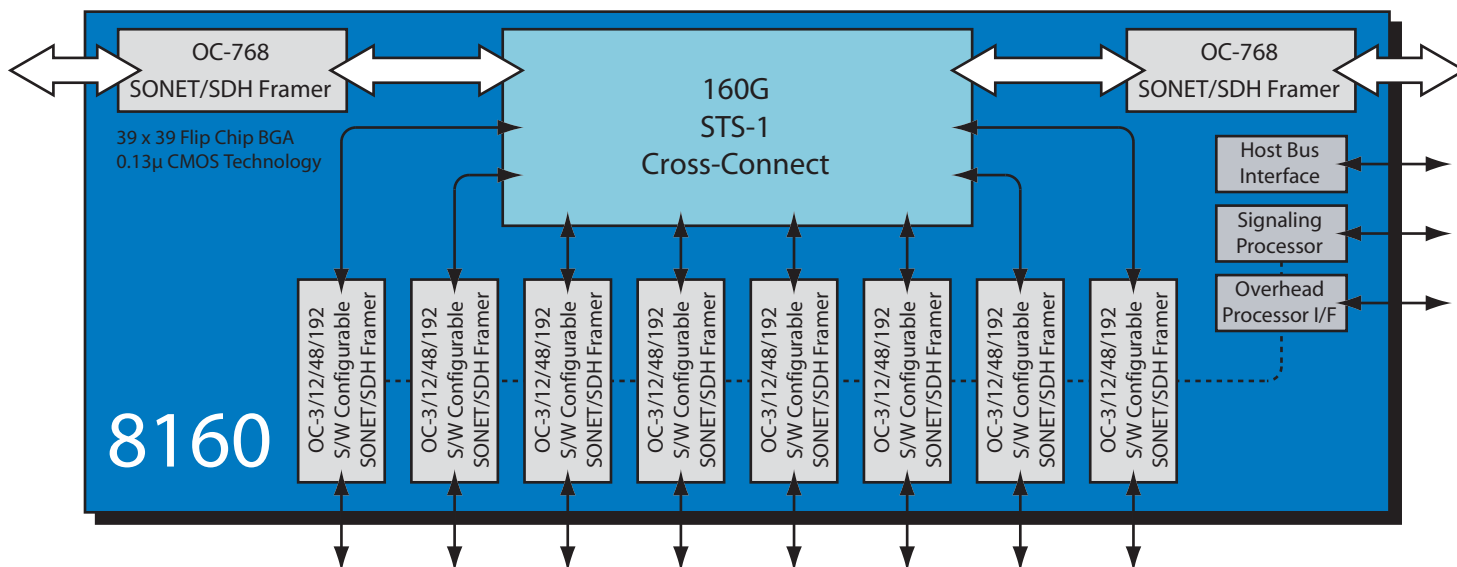 OC-768
SONET/SDH Framer
160G
STS-1
Cross-Connect
OC-768
SONET/SDH Framer
39 x 39 Flip Chip BGA
0.13µ CMOS Technology
Host Bus
Interface
Signaling
Processor
Overhead
Processor I/F
OC-3/12/48/192
S/W Configurable
SONET/SDH Framer
OC-3/12/48/192
S/W Configurable
SONET/SDH Framer
OC-3/12/48/192
S/W Configurable
SONET/SDH Framer
OC-3/12/48/192
S/W Configurable
SONET/SDH Framer
OC-3/12/48/192
S/W Configurable
SONET/SDH Framer
OC-3/12/48/192
S/W Configurable
SONET/SDH Framer
OC-3/12/48/192
S/W Configurable
SONET/SDH Framer
OC-3/12/48/192
S/W Configurable
SONET/SDH Framer
8160